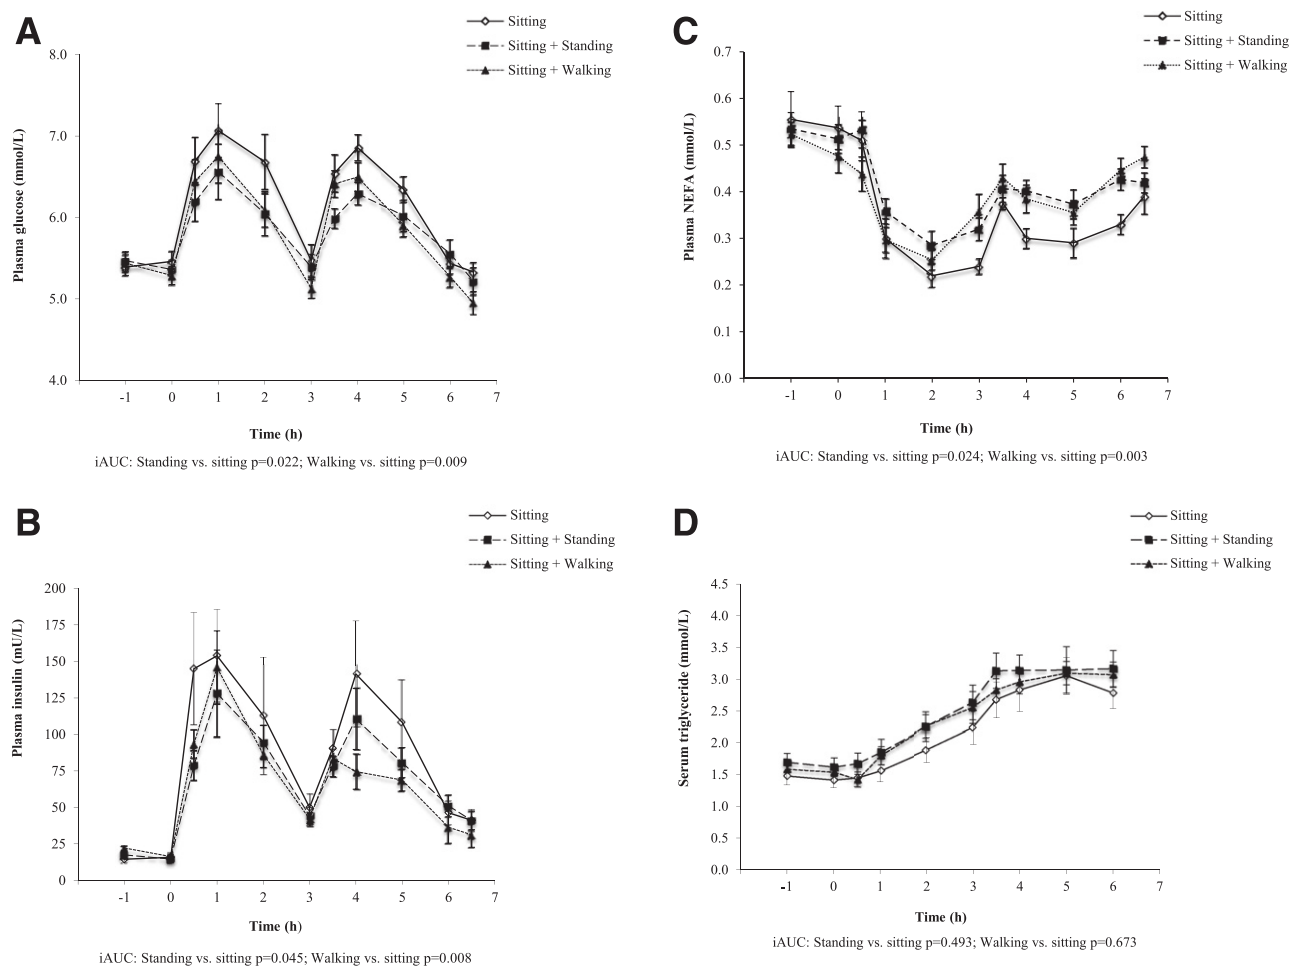 A
Sitting
Sitting + Standing
Sitting + Walking
Plasma glucose (mmol/L)
8.0
7.0
6.0
5.0
4.0
-1 0 1 2 3 4 5 6 7
Time (h)
iAUC: Standing vs. sitting p=0.022; Walking vs. sitting p=0.009
C
Sitting
Sitting + Standing
Sitting + Walking
Plasma NEFA (mmol/L)
0.7
0.6
0.5
0.4
0.3
0.2
0.1
0.0
-1 0 1 2 3 4 5 6 7
Time (h)
iAUC: Standing vs. sitting p=0.024; Walking vs. sitting p=0.003
B
Sitting
Sitting + Standing
Sitting + Walking
Plasma insulin (mU/L)
200
175
150
125
100
75
50
25
0
-1 0 1 2 3 4 5 6 7
Time (h)
iAUC: Standing vs. sitting p=0.045; Walking vs. sitting p=0.008
D
Sitting
Sitting + Standing
Sitting + Walking
Serum triglyceride (mmol/L)
4.5
4.0
3.5
3.0
2.5
2.0
1.5
1.0
0.5
0.0
-1 0 1 2 3 4 5 6 7
Time (h)
iAUC: Standing vs. sitting p=0.493; Walking vs. sitting p=0.673